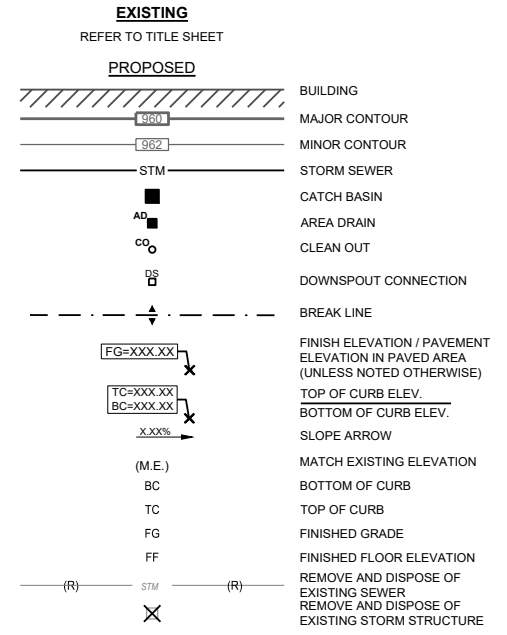 EXISTING
REFER TO TITLE SHEET
PROPOSED
BUILDING
960 MAJOR CONTOUR
962 MINOR CONTOUR
STM STORM SEWER
CATCH BASIN
AD AREA DRAIN
CO CLEAN OUT
DS DOWNSPOUT CONNECTION
BREAK LINE
FG=XXX.XX FINISH ELEVATION / PAVEMENT
ELEVATION IN PAVED AREA
(UNLESS NOTED OTHERWISE)
TC=XXX.XX TOP OF CURB ELEV.
BC=XXX.XX BOTTOM OF CURB ELEV.
X.XX% SLOPE ARROW
(M.E.) MATCH EXISTING ELEVATION
BC BOTTOM OF CURB
TC TOP OF CURB
FG FINISHED GRADE
FF FINISHED FLOOR ELEVATION
(R) STM (R) REMOVE AND DISPOSE OF
EXISTING SEWER
REMOVE AND DISPOSE OF
EXISTING STORM STRUCTURE